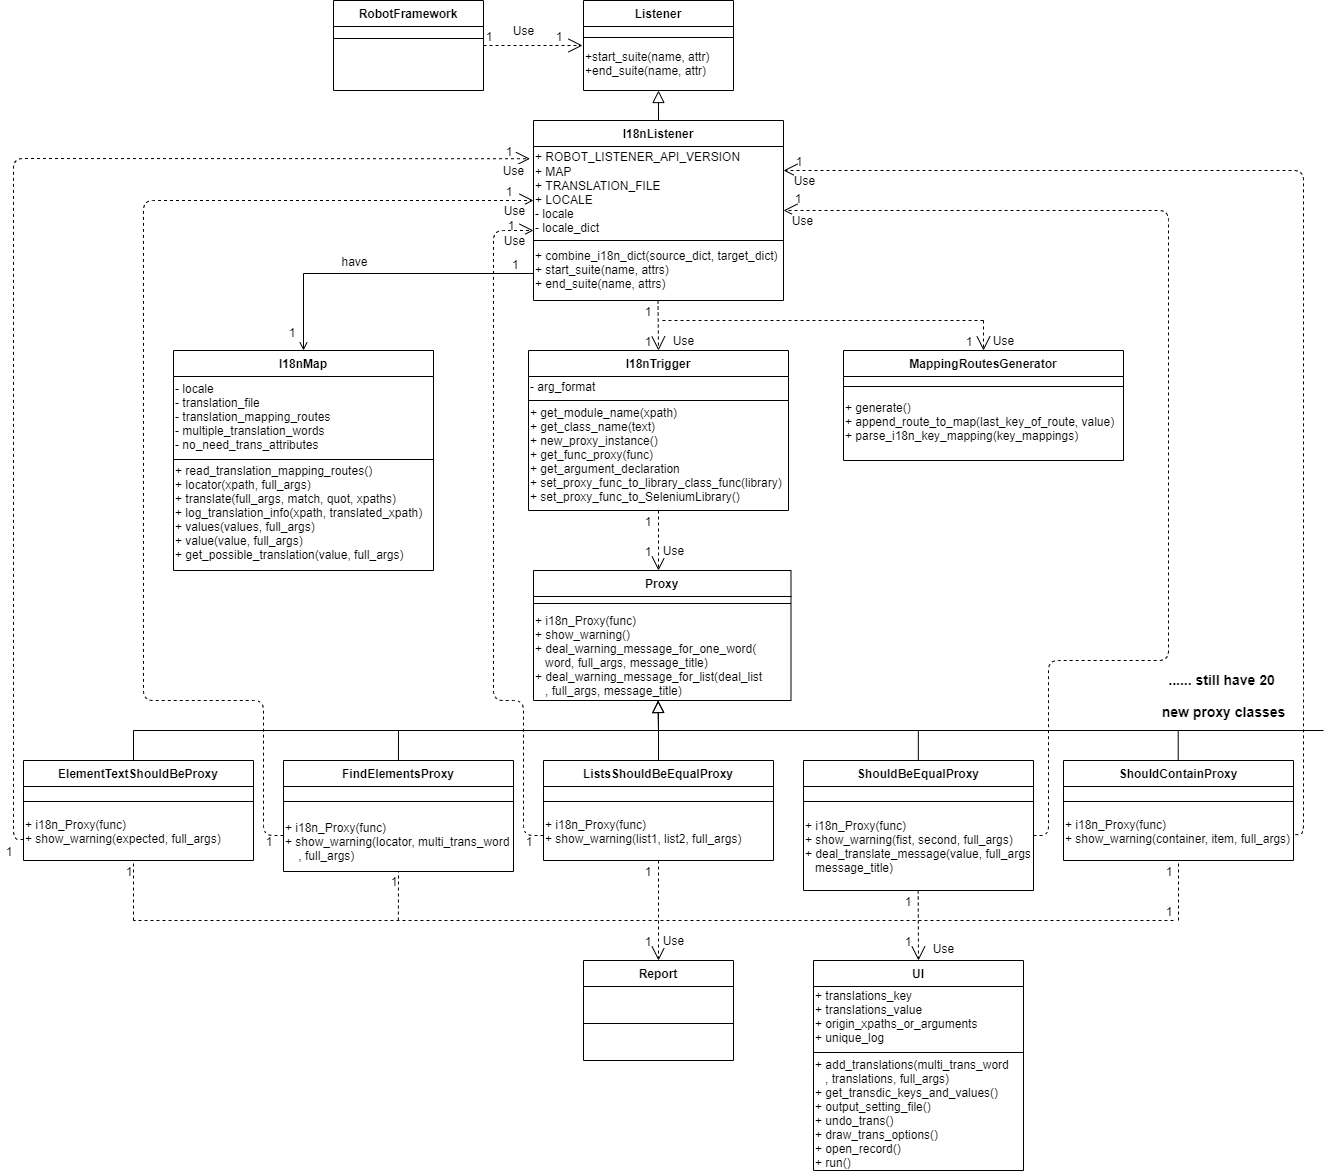 RobotFramework
Listener
1
Use
1
+start_suite(name, attr)
+end_suite(name, attr)
I18nListener
+ ROBOT_LISTENER_API_VERSION
+ MAP
+ TRANSLATION_FILE
+ LOCALE
- locale
- locale_dict
+ combine_i18n_dict(source_dict, target_dict)
+ start_suite(name, attrs)
+ end_suite(name, attrs)
1
Use
1
Use
1
Use
1
Use
1
Use
have
1
1
1
1
Use
1
Use
I18nMap
- locale
- translation_file
- translation_mapping_routes
- multiple_translation_words
- no_need_trans_attributes
+ read_translation_mapping_routes()
+ locator(xpath, full_args)
+ translate(full_args, match, quot, xpaths)
+ log_translation_info(xpath, translated_xpath)
+ values(values, full_args)
+ value(value, full_args)
+ get_possible_translation(value, full_args)
I18nTrigger
- arg_format
+ get_module_name(xpath)
+ get_class_name(text)
+ new_proxy_instance()
+ get_func_proxy(func)
+ get_argument_declaration
+ set_proxy_func_to_library_class_func(library)
+ set_proxy_func_to_SeleniumLibrary()
MappingRoutesGenerator
+ generate()
+ append_route_to_map(last_key_of_route, value)
+ parse_i18n_key_mapping(key_mappings)
1
1
Use
Proxy
+ i18n_Proxy(func)
+ show_warning()
+ deal_warning_message_for_one_word(
word, full_args, message_title)
+ deal_warning_message_for_list(deal_list
, full_args, message_title)
...... still have 20
new proxy classes
ElementTextShouldBeProxy
+ i18n_Proxy(func)
+ show_warning(expected, full_args)
1
1
FindElementsProxy
+ i18n_Proxy(func)
+ show_warning(locator, multi_trans_word
, full_args)
1
1
ListsShouldBeEqualProxy
+ i18n_Proxy(func)
+ show_warning(list1, list2, full_args)
1
1
ShouldBeEqualProxy
+ i18n_Proxy(func)
+ show_warning(fist, second, full_args)
+ deal_translate_message(value, full_args
message_title)
1
ShouldContainProxy
+ i18n_Proxy(func)
+ show_warning(container, item, full_args)
1
1
1
Use
1
Use
Report
UI
+ translations_key
+ translations_value
+ origin_xpaths_or_arguments
+ unique_log
+ add_translations(multi_trans_word
, translations, full_args)
+ get_transdic_keys_and_values()
+ output_setting_file()
+ undo_trans()
+ draw_trans_options()
+ open_record()
+ run()